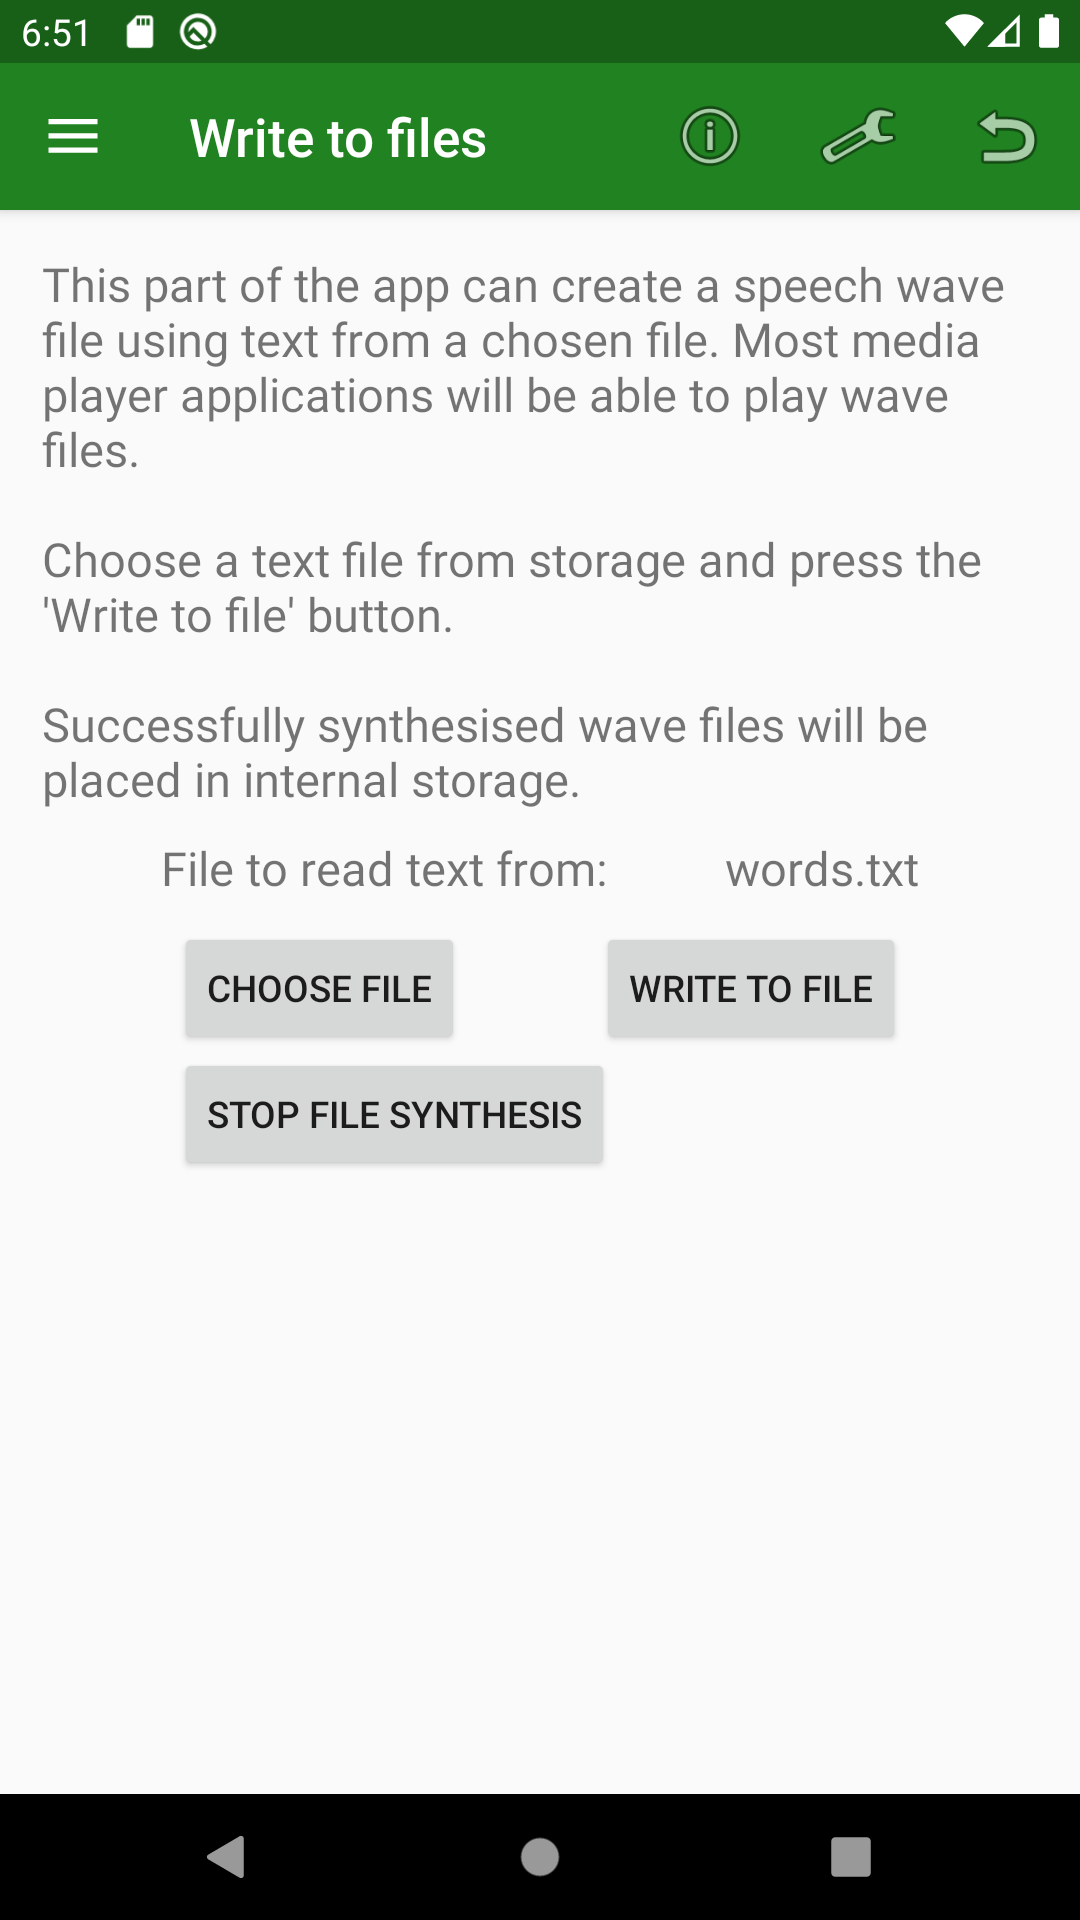 6:51
Write to files
This part of the app can create a speech wave
file using text from a chosen file. Most media
player applications will be able to play wave
files.
Choose a text file from storage and press the
'Write to file' button.
Successfully synthesised wave files will be
placed in internal storage.
File to read text from: words.txt
CHOOSE FILE WRITE TO FILE
STOP FILE SYNTHESIS